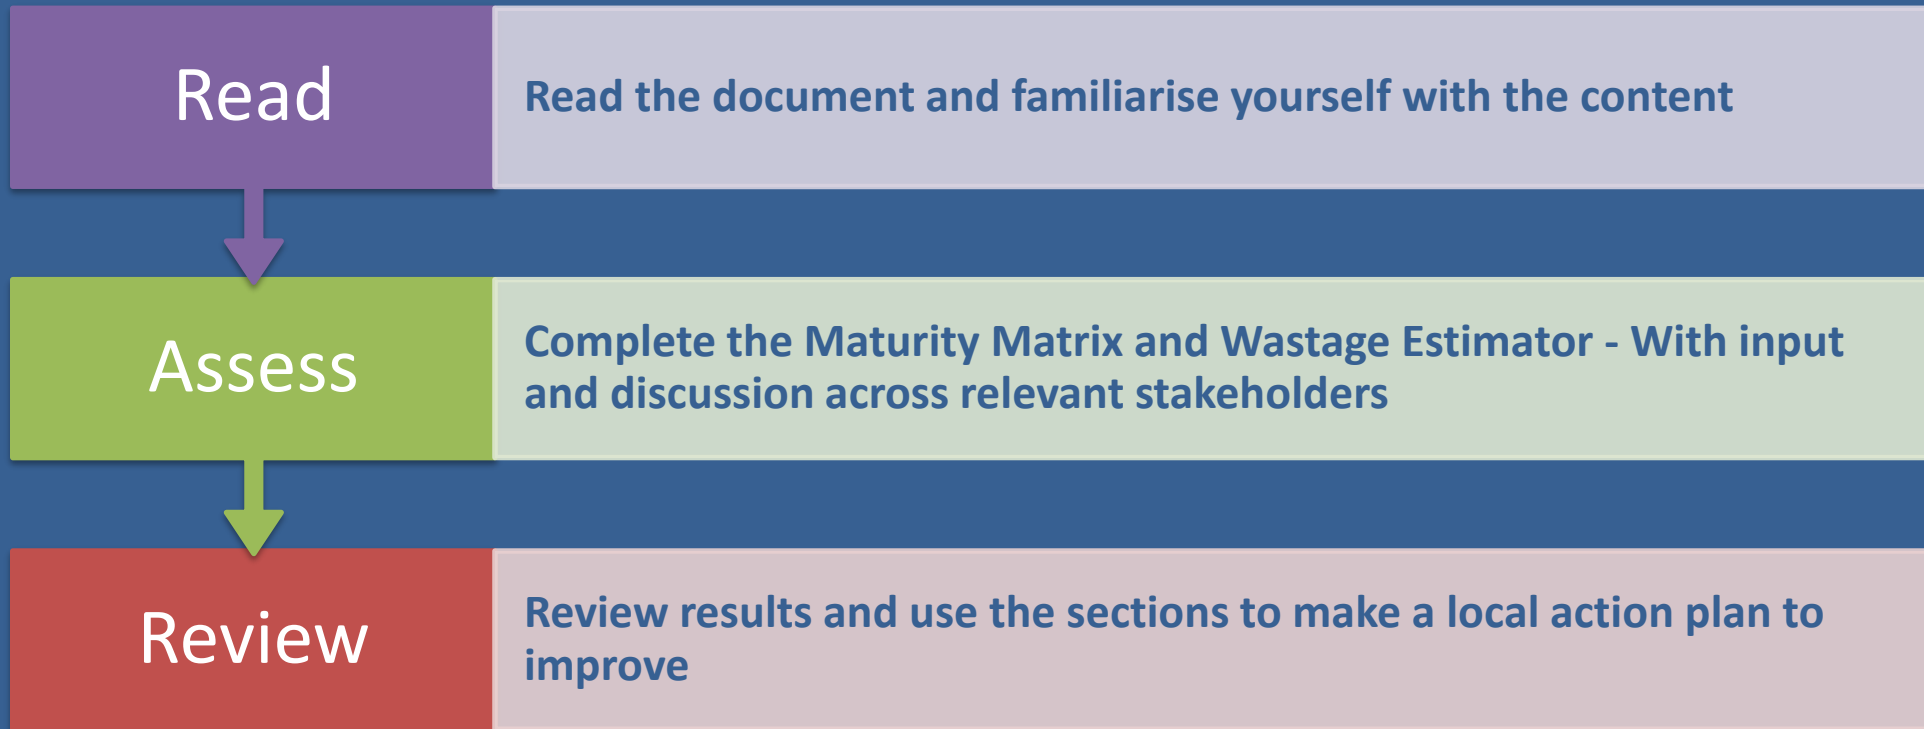 Read
Read the document and familiarise yourself with the content
Assess
Complete the Maturity Matrix and Wastage Estimator - With input
and discussion across relevant stakeholders
Review
Review results and use the sections to make a local action plan to
improve